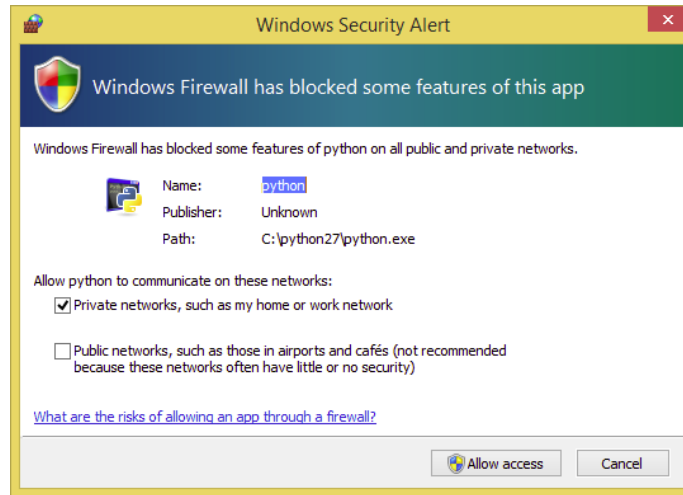 Windows Security Alert
Windows Firewall has blocked some features of this app
Windows Firewall has blocked some features of python on all public and private networks.
Name: python
Publisher: Unknown
Path: C:\python27\python.exe
Allow python to communicate on these networks:
Private networks, such as my home or work network
Public networks, such as those in airports and cafés (not recommended
because these networks often have little or no security)
What are the risks of allowing an app through a firewall?
Allow access Cancel